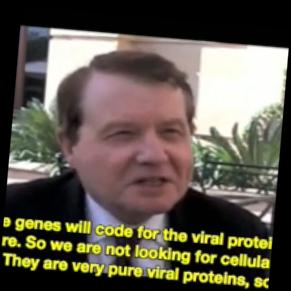 e genes will code for the viral protei
re. So we are not looking for cellula
They are very pure viral proteins, so